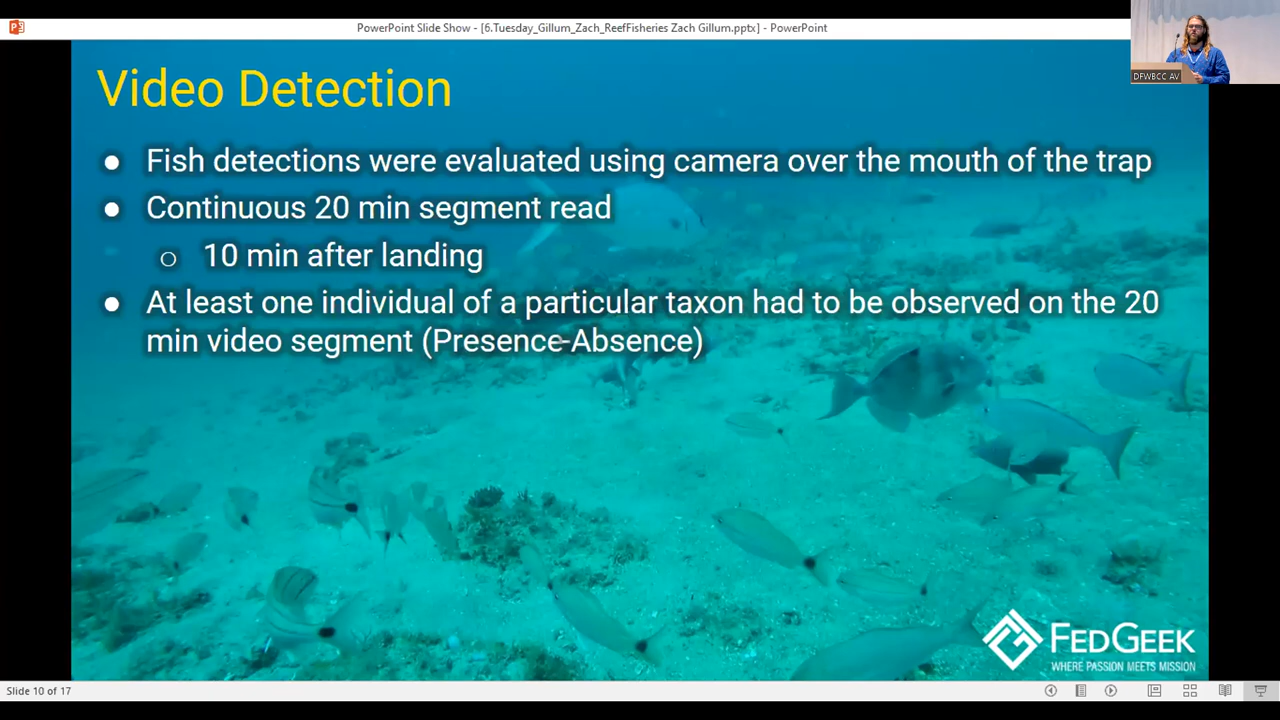 PowerPoint Slide Show - [6.Tuesday_Gillum_Zach_ReefFisheries Zach Gillum.pptx] - PowerPoint
DFWBCC AV
Video Detection
● Fish detections were evaluated using camera over the mouth of the trap
● Continuous 20 min segment read
○ 10 min after landing
● At least one individual of a particular taxon had to be observed on the 20
min video segment (Presence-Absence)
FEDGEEK
WHERE PASSION MEETS MISSION
Slide 10 of 17